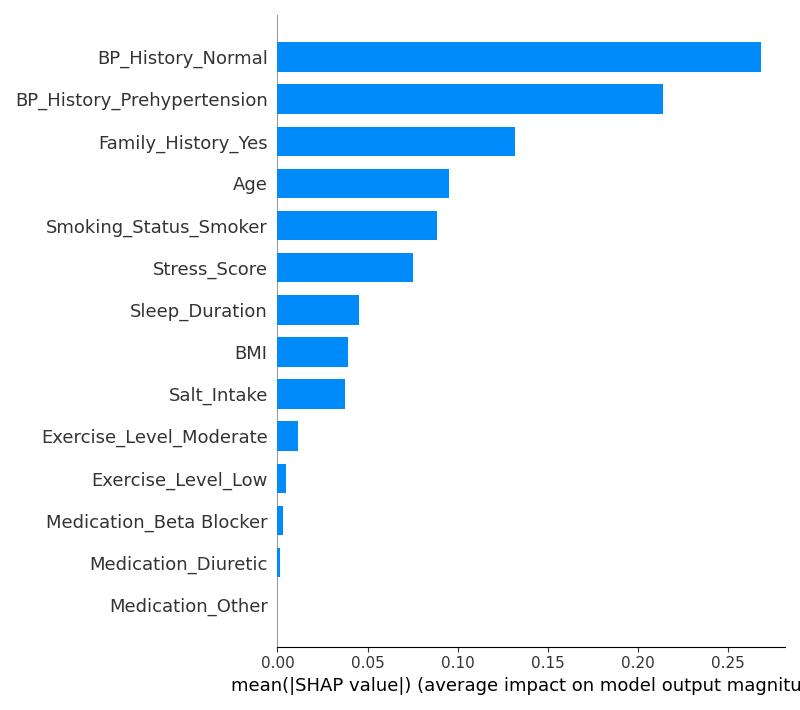 BP_History_Normal
BP_History_Prehypertension
Family_History_Yes
Age
Smoking_Status_Smoker
Stress_Score
Sleep_Duration
BMI
Salt_Intake
Exercise_Level_Moderate
Exercise_Level_Low
Medication_Beta Blocker
Medication_Diuretic
Medication_Other
0.00 0.05 0.10 0.15 0.20 0.25
mean(|SHAP value|) (average impact on model output magnitu